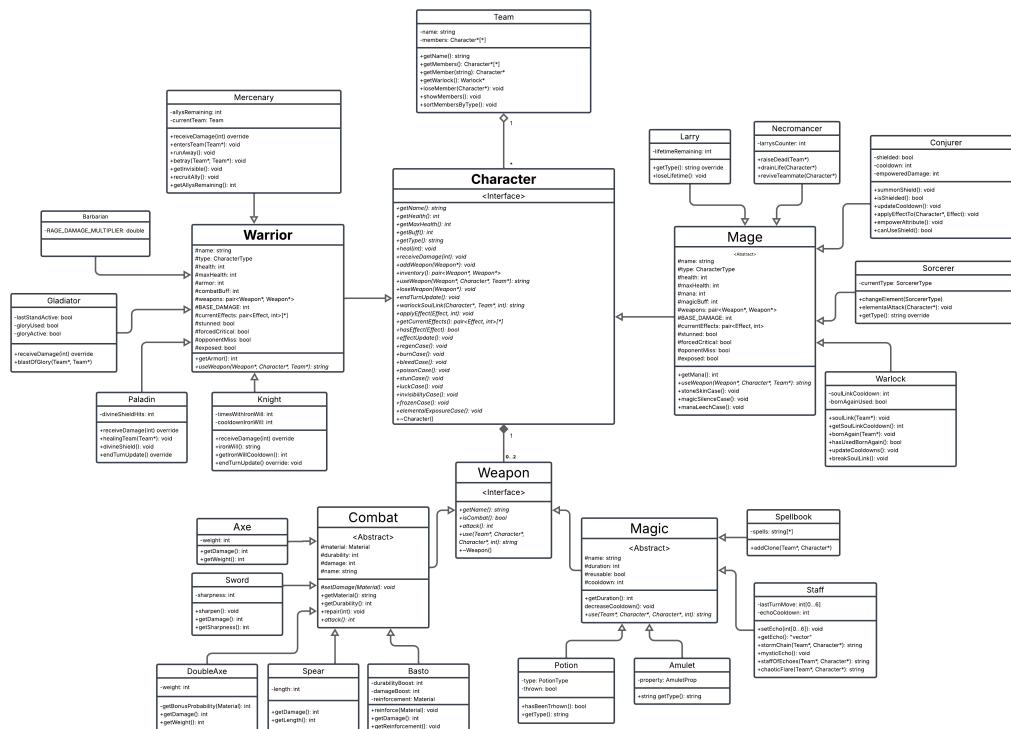 Team
-name: string
-members: Character*[*]
+getName(): string
+getMembers(): Character*[*]
+getMember(string): Character*
+getWarlock(): Warlock*
+loseMember(Character*): void
+showMembers(): void
+sortMembersByType(): void
1
*
Mercenary
-allysRemaining: int
-currentTeam: Team
+receiveDamage(int) override
+entersTeam(Team*): void
+runAway(): void
+betray(Team*, Team*): void
+getInvisible(): void
+recruitAlly(): void
+getAllysRemaining(): int
Barbarian
-RAGE_DAMAGE_MULTIPLIER: double
Gladiator
-lastStandActive: bool
-gloryUsed: bool
-gloryActive: bool
+receiveDamage(int) override
+blastOfGlory(Team*, Team*)
Paladin
-divineShieldHits: int
+receiveDamage(int) override
+healingTeam(Team*): void
+divineShield(): void
+endTurnUpdate() override
Knight
-timesWithIronWill: int
-cooldownIronWill: int
+receiveDamage(int) override
+ironWill(): string
+getIronWillCooldown(): int
+endTurnUpdate() override: void
Warrior
#name: string
#type: CharacterType
#health: int
#maxHealth: int
#armor: int
#combatBuff: int
#weapons: pair<Weapon*, Weapon*>
#BASE_DAMAGE: int
#currentEffects: pair<Effect, int>[*]
#stunned: bool
#forcedCritical: bool
#opponentMiss: bool
#exposed: bool
+getArmor(): int
+useWeapon(Weapon*, Character*, Team*): string
Character
<Interface>
+getName(): string
+getHealth(): int
+getMaxHealth(): int
+getBuff(): int
+getType(): string
+heal(int): void
+receiveDamage(int): void
+addWeapon(Weapon*): void
+inventory(): pair<Weapon*, Weapon*>
+useWeapon(Weapon*, Character*, Team*): string
+loseWeapon(Weapon*): void
+endTurnUpdate(): void
+warlockSoulLink(Character*, Team*, int): string
+applyEffect(Effect, int): void
+getCurrentEffects(): pair<Effect, int>[*]
+hasEffect(Effect): bool
+effectUpdate(): void
+regenCase(): void
+burnCase(): void
+bleedCase(): void
+poisonCase(): void
+stunCase(): void
+luckCase(): void
+invisibilityCase(): void
+frozenCase(): void
+elementalExposureCase(): void
+~Character()
1
0..2
Larry
-lifetimeRemaining: int
+getType(): string override
+loseLifetime(): void
Necromancer
-larrysCounter: int
+raiseDead(Team*)
+drainLife(Character*)
+reviveTeammate(Character*)
Conjurer
-shielded: bool
-cooldown: int
-empoweredDamage: int
+summonShield(): void
+isShielded(): bool
+updateCooldown(): void
+applyEffectTo(Character*, Effect): void
+empowerAttribute(): void
+canUseShield(): bool
Mage
<Abstract>
#name: string
#type: CharacterType
#health: int
#maxHealth: int
#mana: int
#magicBuff: int
#weapons: pair<Weapon*, Weapon*>
#BASE_DAMAGE: int
#currentEffects: pair<Effect, int>
#stunned: bool
#forcedCritical: bool
#oponentMiss: bool
#exposed: bool
+getMana(): int
+useWeapon(Weapon*, Character*, Team*): string
+stoneSkinCase(): void
+magicSilenceCase(): void
+manaLeechCase(): void
Sorcerer
-currentType: SorcererType
+changeElement(SorcererType)
+elementalAttack(Character*): void
+getType(): string override
Warlock
-soulLinkCooldown: int
-bornAgainUsed: bool
+soulLink(Team*): void
+getSoulLinkCooldown(): int
+bornAgain(Team*): void
+hasUsedBornAgain(): bool
+updateCooldowns(): void
+breakSoulLink(): void
Weapon
<Interface>
+getName(): string
+isCombat(): bool
+attack(): int
+use(Team*, Character*,
Character*, int): string
+~Weapon()
Combat
<Abstract>
#material: Material
#durability: int
#damage: int
#name: string
#setDamage(Material): void
+getMaterial(): string
+getDurability(): int
+repair(int): void
+attack(): int
Axe
-weight: int
+getDamage(): int
+getWeight(): int
Sword
-sharpness: int
+sharpen(): void
+getDamage(): int
+getSharpness(): int
DoubleAxe
-weight: int
-getBonusProbability(Material): int
+getDamage(): int
+getWeight(): int
Spear
-length: int
+getDamage(): int
+getLength(): int
Basto
-durabilityBoost: int
-damageBoost: int
-reinforcement: Material
+reinforce(Material): void
+getDamage(): int
+getReinforcement(): void
Magic
<Abstract>
#name: string
#duration: int
#reusable: bool
#cooldown: int
+getDuration(): int
decreaseCooldown(): void
+use(Team*, Character*, Character*, int): string
Spellbook
-spells: string[*]
+addClone(Team*, Character*)
Staff
-lastTurnMove: int[0...6]
-echoCooldown: int
+setEcho(int[0...6]): void
+getEcho(): "vector"
+stormChain(Team*, Character*): string
+mysticEcho(): void
+staffOfEchoes(Team*, Character*): string
+chaoticFlare(Team*, Character*): string
Potion
-type: PotionType
-thrown: bool
+hasBeenTrhown(): bool
+getType(): string
Amulet
-property: AmuletProp
+string getType(): string